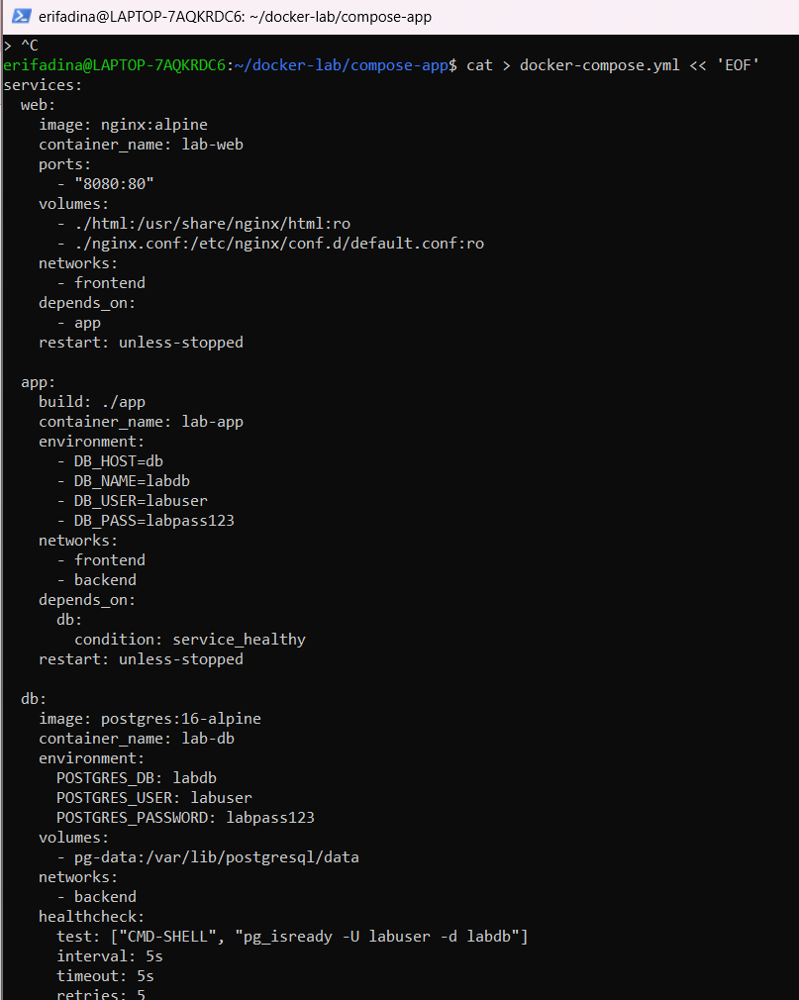 erifadina@LAPTOP-7AQKRDC6: ~/docker-lab/compose-app
> ^C
erifadina@LAPTOP-7AQKRDC6:~/docker-lab/compose-app$ cat > docker-compose.yml << 'EOF'
services:
  web:
    image: nginx:alpine
    container_name: lab-web
    ports:
      - "8080:80"
    volumes:
      - ./html:/usr/share/nginx/html:ro
      - ./nginx.conf:/etc/nginx/conf.d/default.conf:ro
    networks:
      - frontend
    depends_on:
      - app
    restart: unless-stopped

  app:
    build: ./app
    container_name: lab-app
    environment:
      - DB_HOST=db
      - DB_NAME=labdb
      - DB_USER=labuser
      - DB_PASS=labpass123
    networks:
      - frontend
      - backend
    depends_on:
      db:
        condition: service_healthy
    restart: unless-stopped

  db:
    image: postgres:16-alpine
    container_name: lab-db
    environment:
      POSTGRES_DB: labdb
      POSTGRES_USER: labuser
      POSTGRES_PASSWORD: labpass123
    volumes:
      - pg-data:/var/lib/postgresql/data
    networks:
      - backend
    healthcheck:
      test: ["CMD-SHELL", "pg_isready -U labuser -d labdb"]
      interval: 5s
      timeout: 5s
      retries: 5